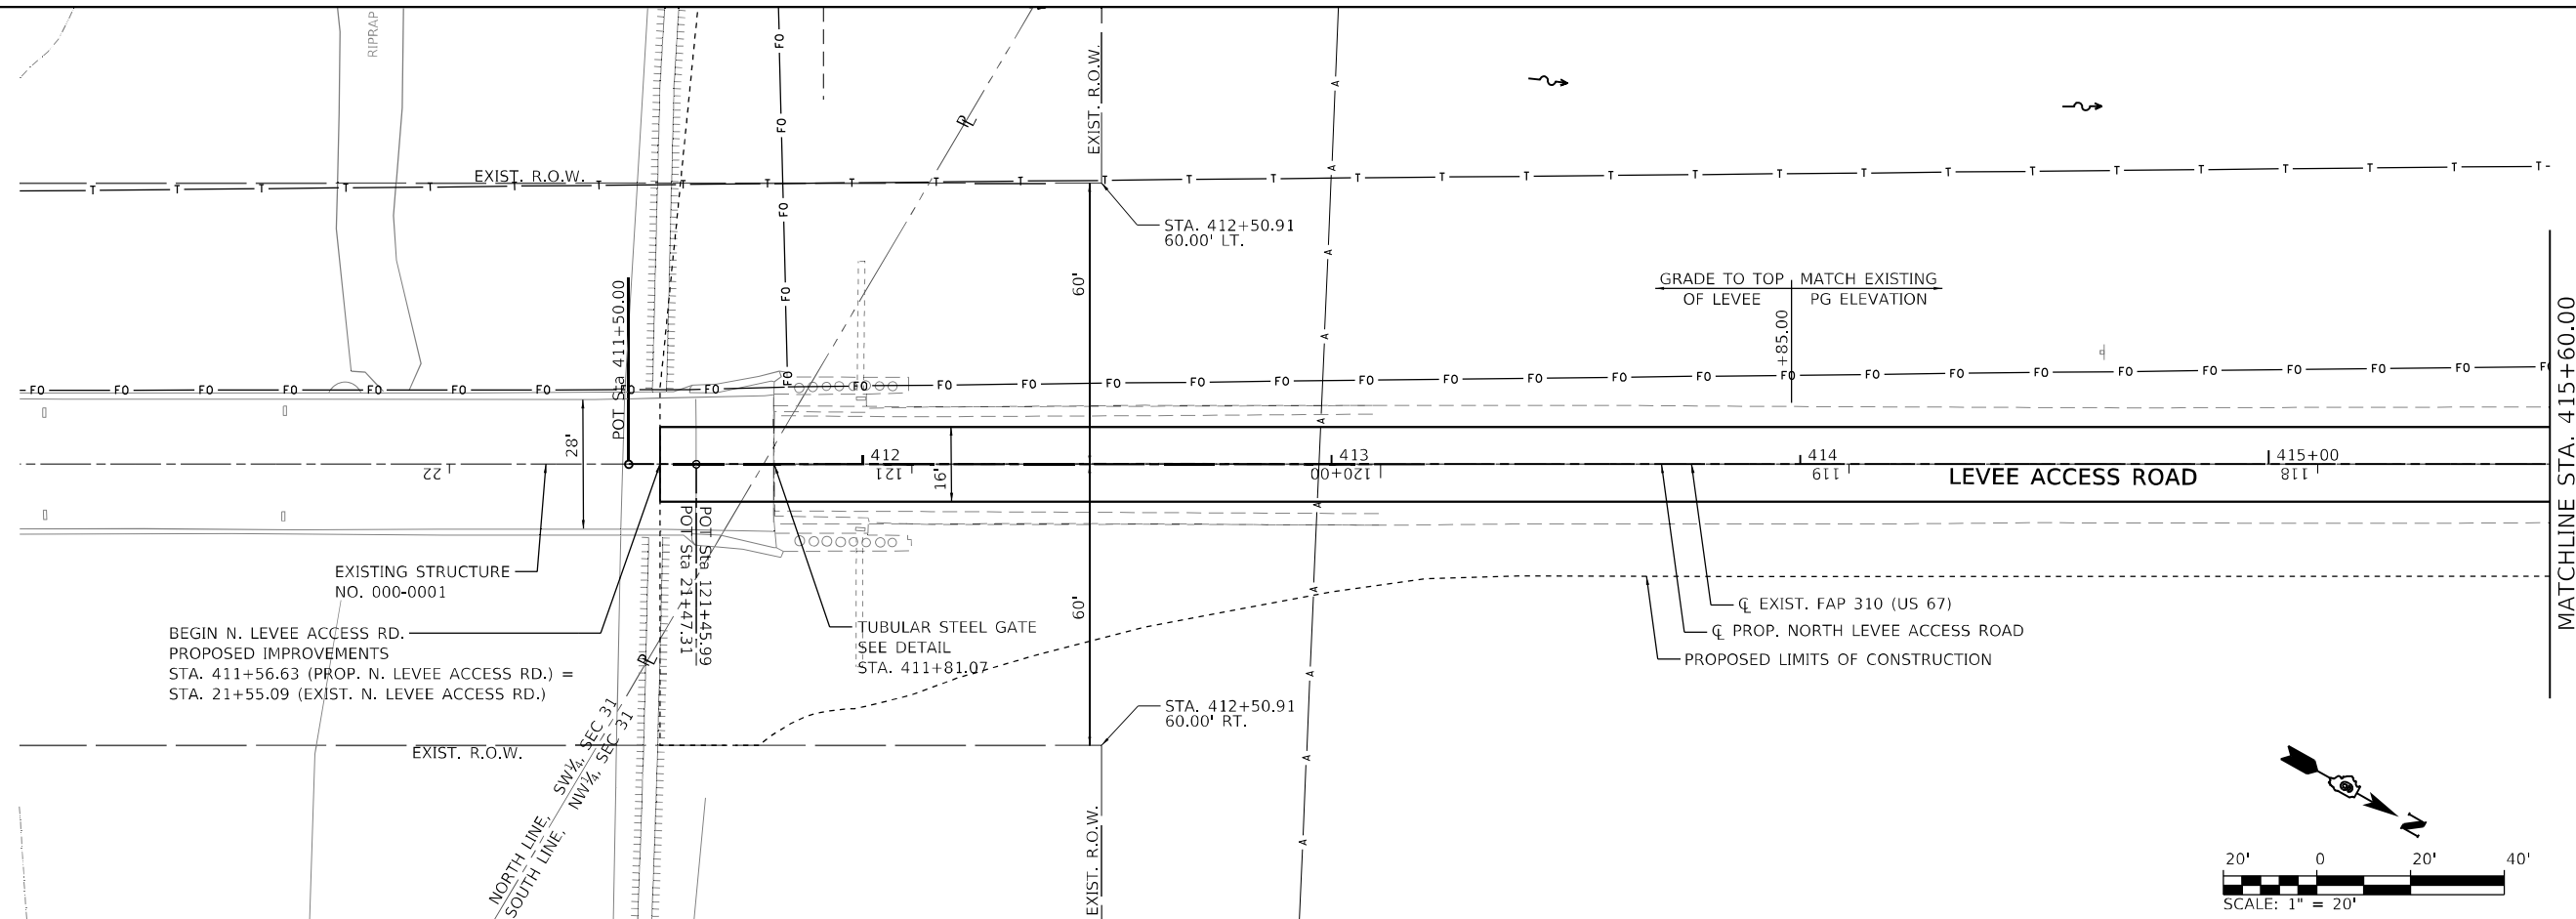 RIPRAP
EXIST. R.O.W.
EXIST. R.O.W.
STA. 412+50.91
60.00' LT.
POT Sta 411+50.00
60'
GRADE TO TOP
OF LEVEE
MATCH EXISTING
PG ELEVATION
+85.00
MATCHLINE STA. 415+60.00
28'
16'
22
412
121
413
120+00
414
119
415+00
118
LEVEE ACCESS ROAD
POT Sta 121+45.99
POT Sta 21+47.31
EXISTING STRUCTURE
NO. 000-0001
BEGIN N. LEVEE ACCESS RD.
PROPOSED IMPROVEMENTS
STA. 411+56.63 (PROP. N. LEVEE ACCESS RD.) =
STA. 21+55.09 (EXIST. N. LEVEE ACCESS RD.)
TUBULAR STEEL GATE
SEE DETAIL
STA. 411+81.07
60'
℄ EXIST. FAP 310 (US 67)
℄ PROP. NORTH LEVEE ACCESS ROAD
PROPOSED LIMITS OF CONSTRUCTION
STA. 412+50.91
60.00' RT.
EXIST. R.O.W.
NORTH LINE, SW¼, SEC 31
SOUTH LINE, NW¼, SEC 31
EXIST. R.O.W.
N
20' 0 20' 40'
SCALE: 1" = 20'